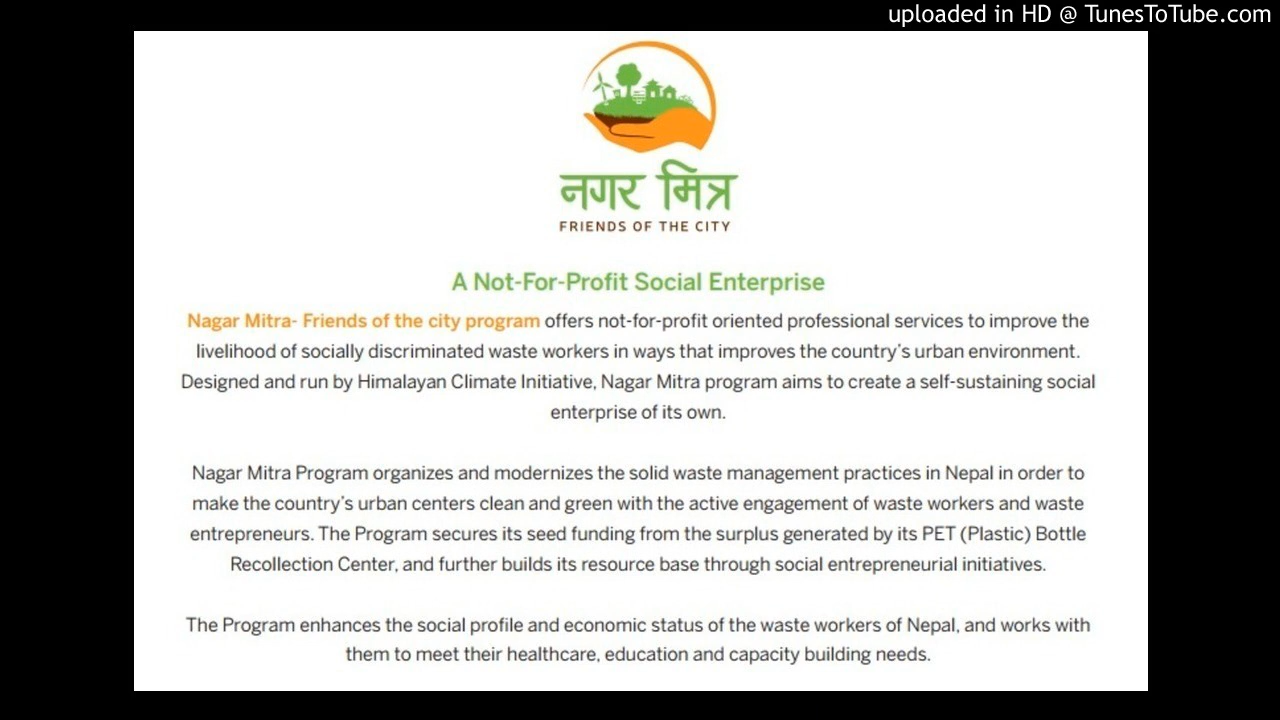 uploaded in HD @ TunesToTube.com
नगर मित्र
FRIENDS OF THE CITY
A Not-For-Profit Social Enterprise
Nagar Mitra- Friends of the city program offers not-for-profit oriented professional services to improve the
livelihood of socially discriminated waste workers in ways that improves the country's urban environment.
Designed and run by Himalayan Climate Initiative, Nagar Mitra program aims to create a self-sustaining social
enterprise of its own.
Nagar Mitra Program organizes and modernizes the solid waste management practices in Nepal in order to
make the country's urban centers clean and green with the active engagement of waste workers and waste
entrepreneurs. The Program secures its seed funding from the surplus generated by its PET (Plastic) Bottle
Recollection Center, and further builds its resource base through social entrepreneurial initiatives.
The Program enhances the social profile and economic status of the waste workers of Nepal, and works with
them to meet their healthcare, education and capacity building needs.